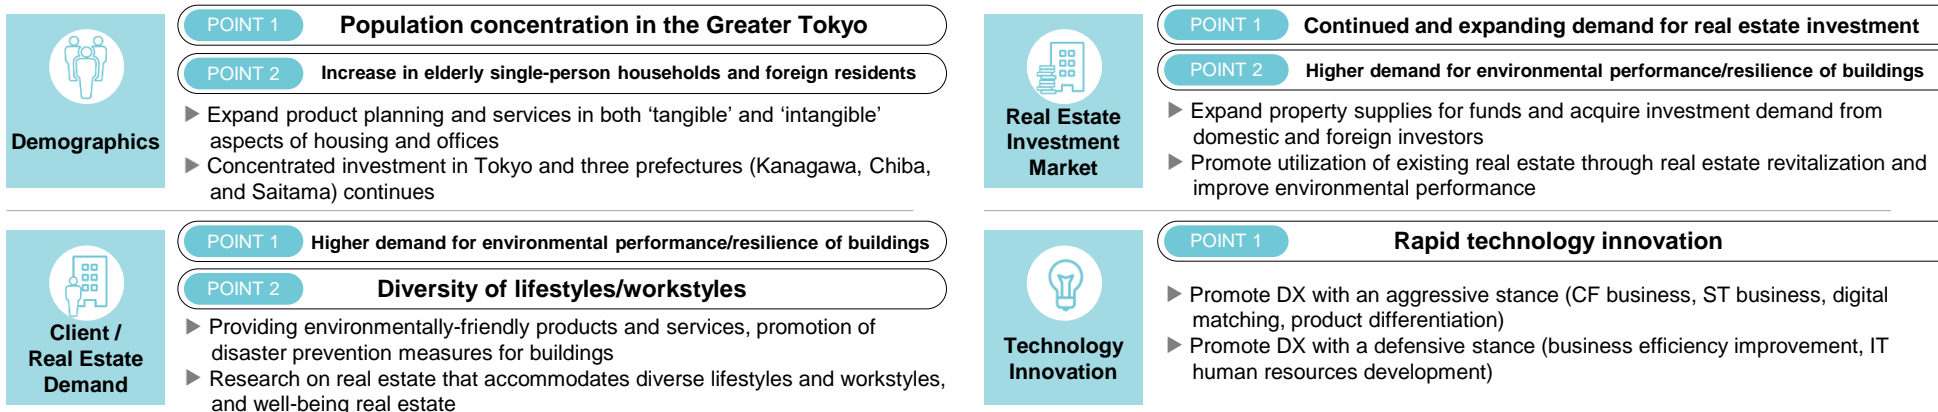 Demographics
POINT 1 Population concentration in the Greater Tokyo
POINT 2 Increase in elderly single-person households and foreign residents
▶ Expand product planning and services in both ‘tangible’ and ‘intangible’
aspects of housing and offices
▶ Concentrated investment in Tokyo and three prefectures (Kanagawa, Chiba,
and Saitama) continues
Client /
Real Estate
Demand
POINT 1 Higher demand for environmental performance/resilience of buildings
POINT 2 Diversity of lifestyles/workstyles
▶ Providing environmentally-friendly products and services, promotion of
disaster prevention measures for buildings
▶ Research on real estate that accommodates diverse lifestyles and workstyles,
and well-being real estate
Real Estate
Investment
Market
POINT 1 Continued and expanding demand for real estate investment
POINT 2 Higher demand for environmental performance/resilience of buildings
▶ Expand property supplies for funds and acquire investment demand from
domestic and foreign investors
▶ Promote utilization of existing real estate through real estate revitalization and
improve environmental performance
Technology
Innovation
POINT 1 Rapid technology innovation
▶ Promote DX with an aggressive stance (CF business, ST business, digital
matching, product differentiation)
▶ Promote DX with a defensive stance (business efficiency improvement, IT
human resources development)